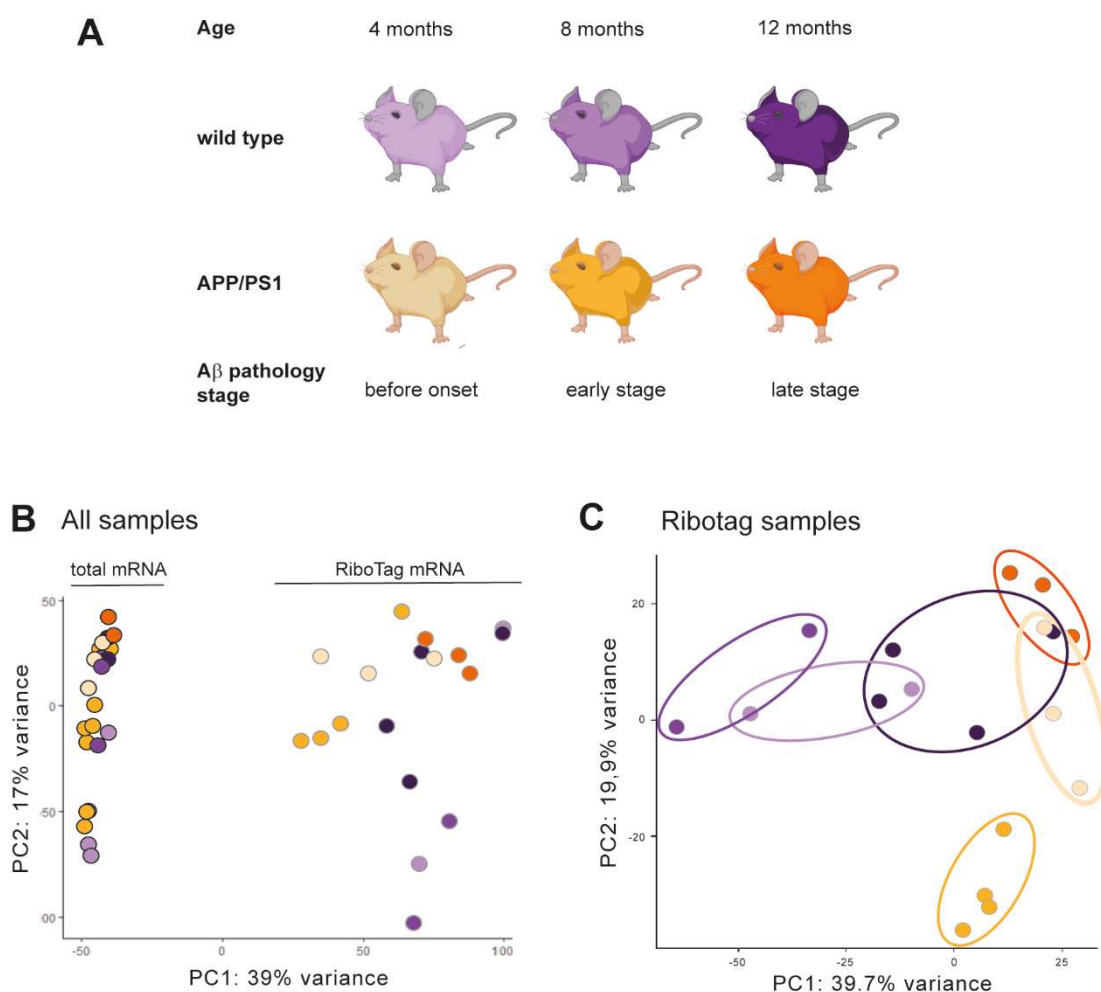 A
Age
4 months
8 months
12 months
wild type
APP/PS1
Aβ pathology
stage
before onset
early stage
late stage
B
All samples
total mRNA
RiboTag mRNA
50
0
-50
00
PC2: 17% variance
-50
0
50
100
PC1: 39% variance
C
Ribotag samples
20
0
-20
PC2: 19,9% variance
-50
-25
0
25
PC1: 39.7% variance